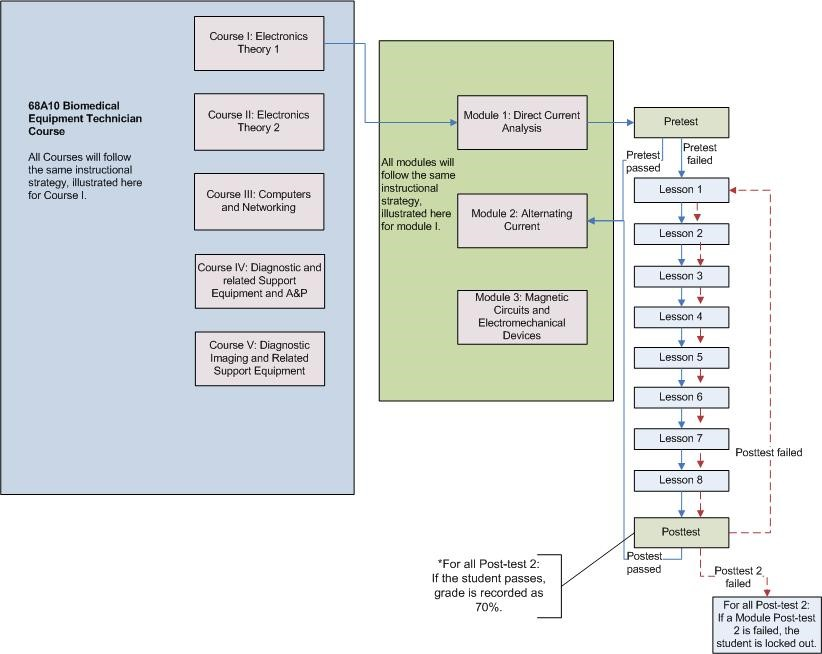 68A10 Biomedical
Equipment Technician
Course
All Courses will follow
the same instructional
strategy, illustrated here
for Course I.
Course I: Electronics
Theory 1
Course II: Electronics
Theory 2
Course III: Computers
and Networking
Course IV: Diagnostic and
related Support
Equipment and A&P
Course V: Diagnostic
Imaging and Related
Support Equipment
All modules will
follow the same
instructional
strategy,
illustrated here
for module I.
Module 1: Direct Current
Analysis
Module 2: Alternating
Current
Module 3: Magnetic
Circuits and
Electromechanical
Devices
Pretest
Pretest
passed
Pretest
failed
Lesson 1
Lesson 2
Lesson 3
Lesson 4
Lesson 5
Lesson 6
Lesson 7
Lesson 8
Posttest failed
Posttest
Postest
passed
Posttest 2
failed
*For all Post-test 2:
If the student passes,
grade is recorded as
70%.
For all Post-test 2:
If a Module Post-test
2 is failed, the
student is locked out.